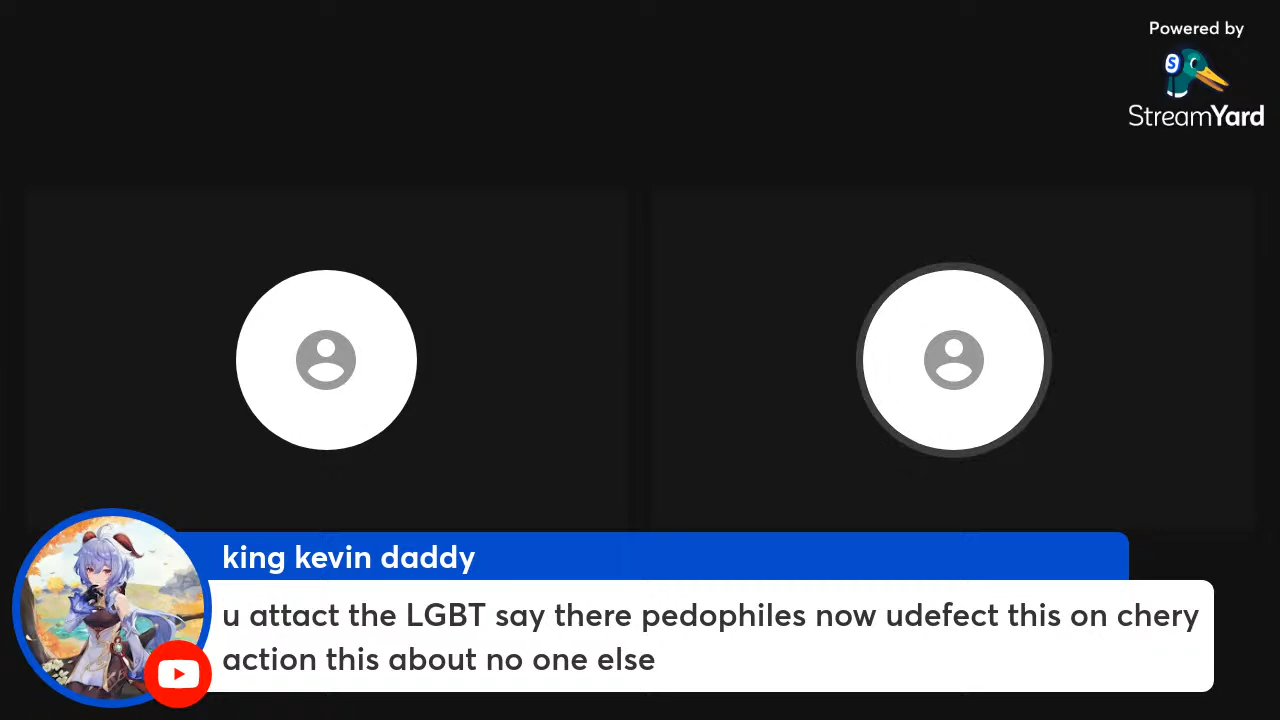 Powered by
S
StreamYard
king kevin daddy
u attact the LGBT say there pedophiles now udefect this on chery
action this about no one else